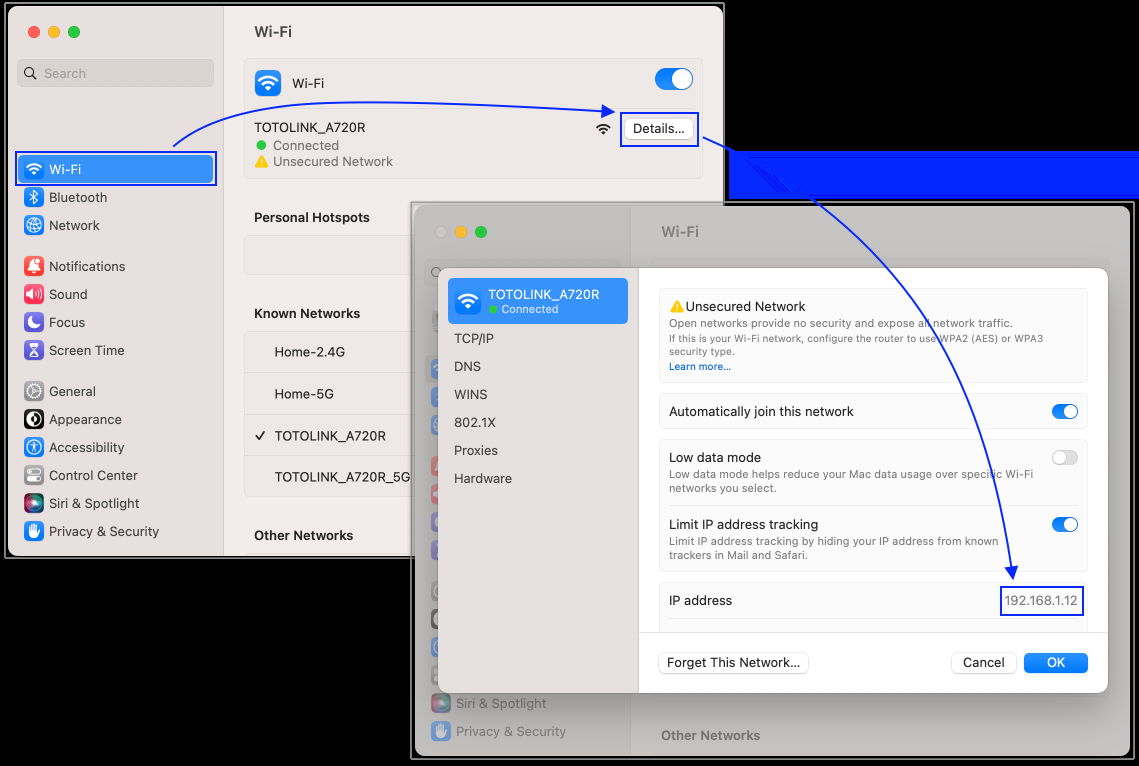 Wi-Fi
Search
Wi-Fi
TOTOLINK_A720R
Connected
Unsecured Network
Details...
Wi-Fi
Bluetooth
Network
Notifications
Sound
Focus
Screen Time
General
Appearance
Accessibility
Control Center
Siri & Spotlight
Privacy & Security
Personal Hotspots
Known Networks
Home-2.4G
Home-5G
TOTOLINK_A720R
TOTOLINK_A720R_5G
Other Networks
Wi-Fi
TOTOLINK_A720R
Connected
TCP/IP
DNS
WINS
802.1X
Proxies
Hardware
Unsecured Network
Open networks provide no security and expose all network traffic.
If this is your Wi-Fi network, configure the router to use WPA2 (AES) or WPA3
security type.
Learn more...
Automatically join this network
Low data mode
Low data mode helps reduce your Mac data usage over specific Wi-Fi
networks you select.
Limit IP address tracking
Limit IP address tracking by hiding your IP address from known
trackers in Mail and Safari.
IP address
192.168.1.12
Forget This Network...
Cancel
OK
Siri & Spotlight
Privacy & Security
Other Networks